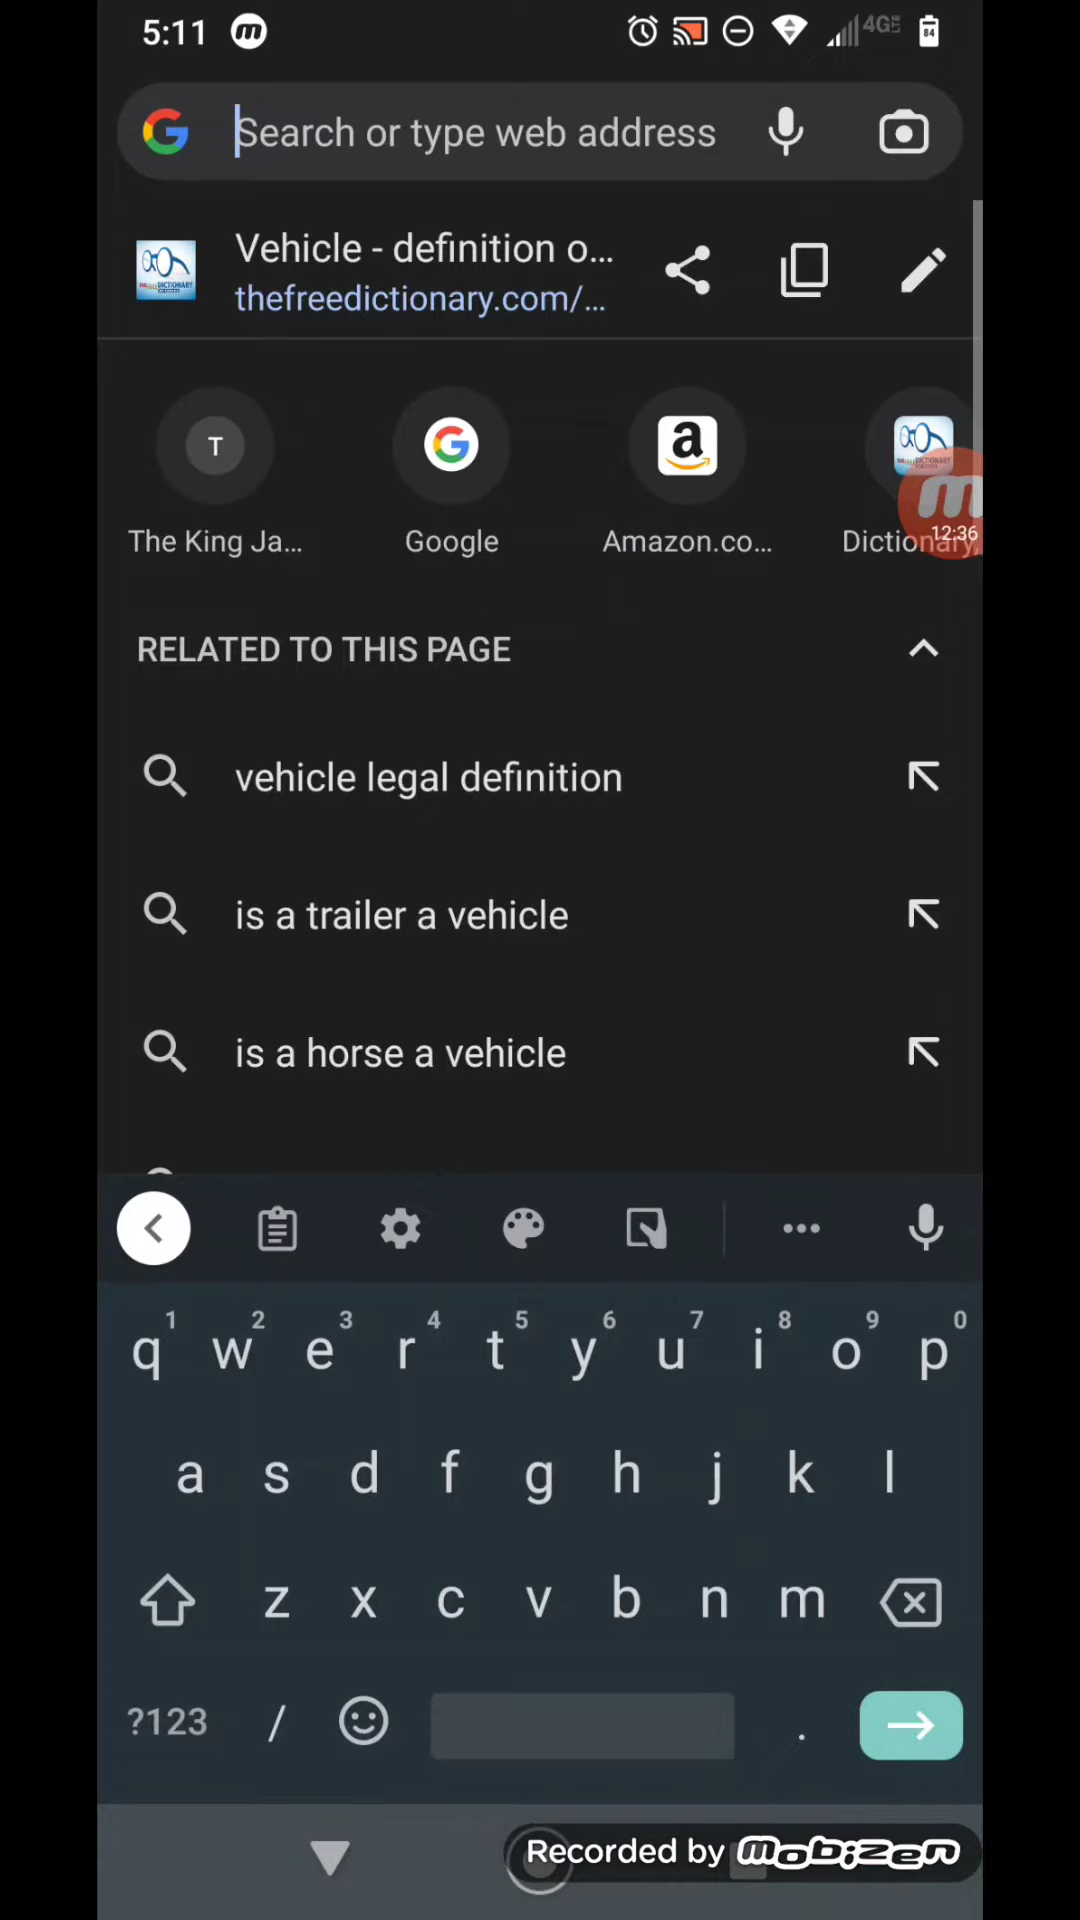 5:11
4G
84
Search or type web address
Vehicle - definition o...
thefreedictionary.com/...
T
a
DICTIONARY
The King Ja...
Google
Amazon.co...
Dictionary,
12:36
RELATED TO THIS PAGE
vehicle legal definition
is a trailer a vehicle
is a horse a vehicle
1 2 3 4 5 6 7 8 9 0
q w e r t y u i o p
a s d f g h j k l
z x c v b n m
?123 / .
Recorded by mobizen